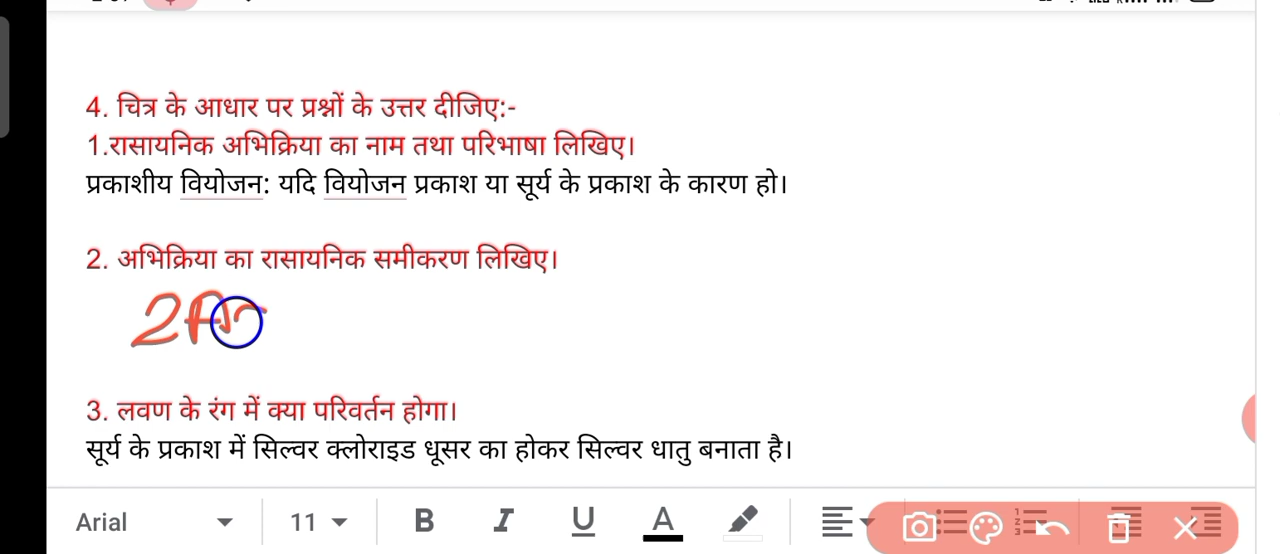 4. चित्र के आधार पर प्रश्नों के उत्तर दीजिए:-
1.रासायनिक अभिक्रिया का नाम तथा परिभाषा लिखिए।
प्रकाशीय वियोजन: यदि वियोजन प्रकाश या सूर्य के प्रकाश के कारण हो।
2. अभिक्रिया का रासायनिक समीकरण लिखिए।
3. लवण के रंग में क्या परिवर्तन होगा।
सूर्य के प्रकाश में सिल्वर क्लोराइड धूसर का होकर सिल्वर धातु बनाता है।
Arial 11 B I U A